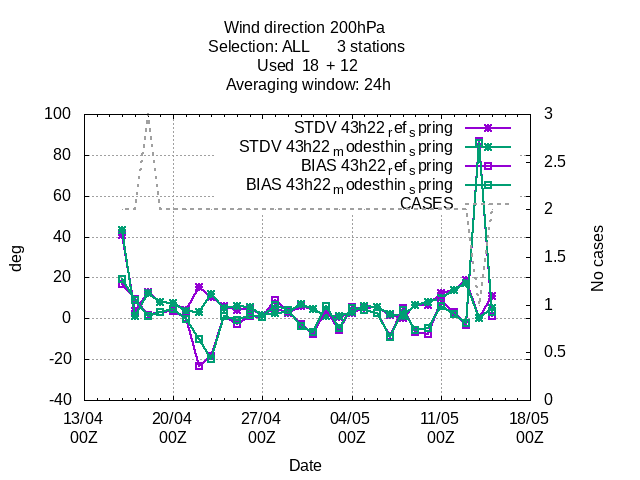 Wind direction 200hPa
Selection: ALL 3 stations
Used 18 + 12
Averaging window: 24h
STDV 43h22_ref_spring
STDV 43h22_modesthin_spring
BIAS 43h22_ref_spring
BIAS 43h22_modesthin_spring
CASES
deg
100
80
60
40
20
0
-20
-40
No cases
3
2.5
2
1.5
1
0.5
0
13/04 20/04 27/04 04/05 11/05 18/05
00Z 00Z 00Z 00Z 00Z 00Z
Date